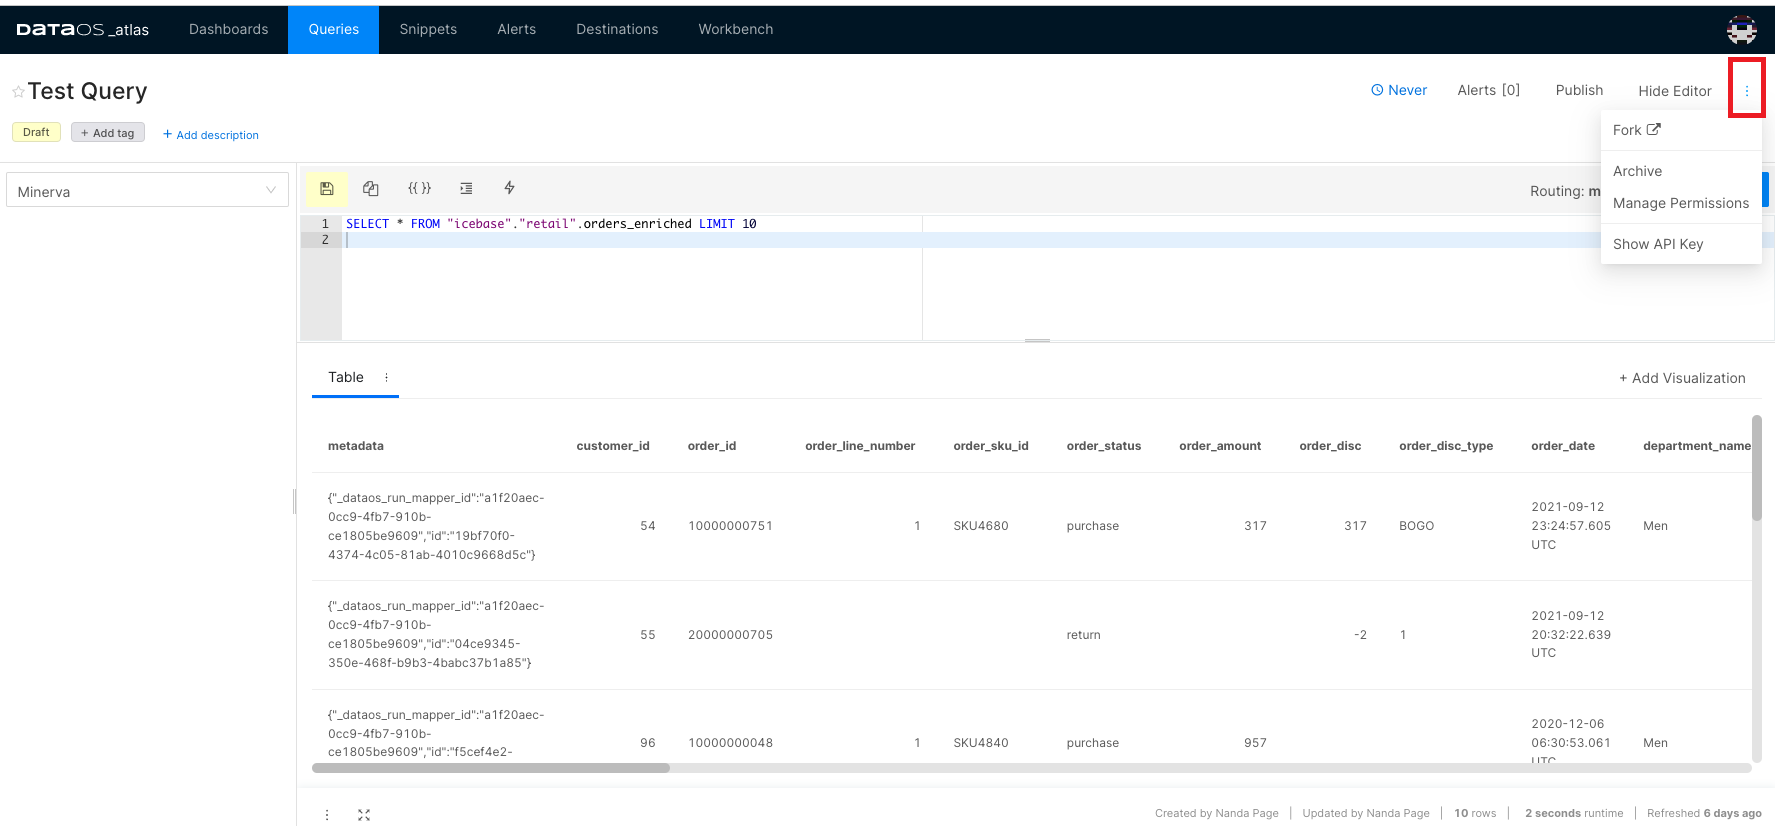 DATAOS _atlas Dashboards Queries Snippets Alerts Destinations Workbench
Test Query
Never Alerts [0] Publish Hide Editor
Draft + Add tag + Add description
Fork
Archive
Manage Permissions
Show API Key
Minerva
{{ }}
Routing: m
1 SELECT * FROM "icebase"."retail".orders_enriched LIMIT 10
2
Table
+ Add Visualization
metadata customer_id order_id order_line_number order_sku_id order_status order_amount order_disc order_disc_type order_date department_name
{"_dataos_run_mapper_id":"a1f20aec-
0cc9-4fb7-910b-
ce1805be9609","id":"19bf70f0-
4374-4c05-81ab-4010c9668d5c"}
54 10000000751 1 SKU4680 purchase 317 317 BOGO
2021-09-12
23:24:57.605
UTC
Men
{"_dataos_run_mapper_id":"a1f20aec-
0cc9-4fb7-910b-
ce1805be9609","id":"04ce9345-
350e-468f-b9b3-4babc37b1a85"}
55 20000000705 return -2 1
2021-09-12
20:32:22.639
UTC
{"_dataos_run_mapper_id":"a1f20aec-
0cc9-4fb7-910b-
ce1805be9609","id":"f5cef4e2-
96 10000000048 1 SKU4840 purchase 957
2020-12-06
06:30:53.061
UTC
Men
Created by Nanda Page Updated by Nanda Page 10 rows 2 seconds runtime Refreshed 6 days ago